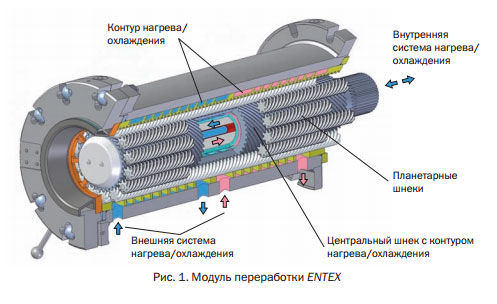 Контур нагрева/
охлаждения
Внутренняя
система нагрева/
охлаждения
Планетарные
шнеки
Внешняя система
нагрева/охлаждения
Центральный шнек с контуром
нагрева/охлаждения
Рис. 1. Модуль переработки ENTEX